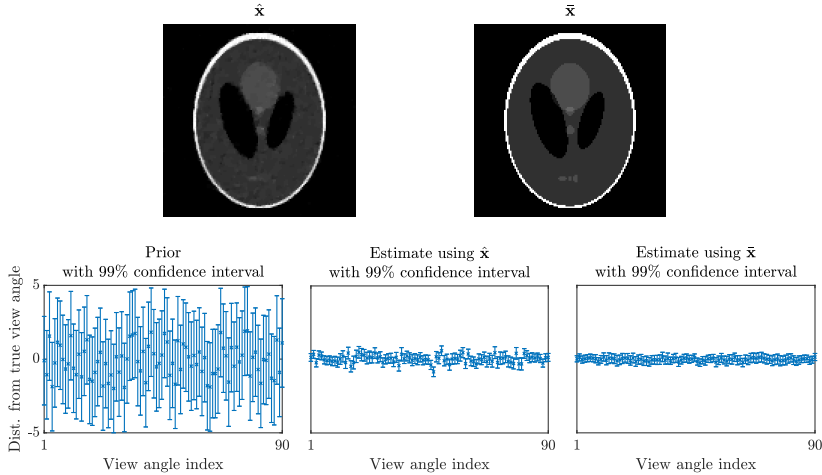 x̂
x̄
Prior
with 99% confidence interval
Estimate using x̂
with 99% confidence interval
Estimate using x̄
with 99% confidence interval
Dist. from true view angle
5
0
-5
1
90
View angle index
1
90
View angle index
1
90
View angle index